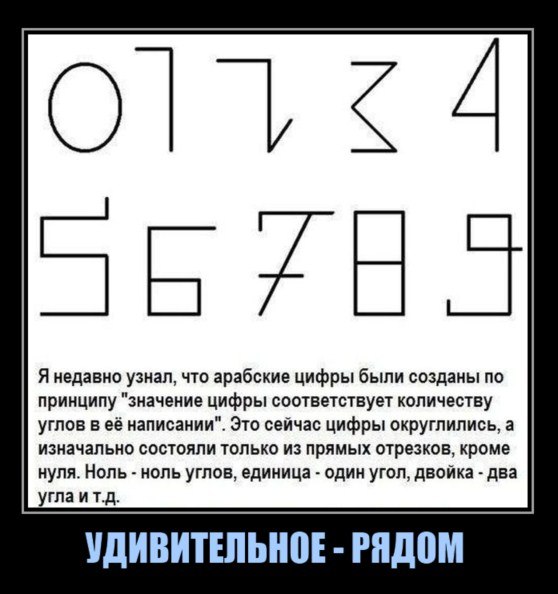 0 1 2 3 4
5 6 7 8 9
Я недавно узнал, что арабские цифры были созданы по
принципу "значение цифры соответствует количеству
углов в её написании". Это сейчас цифры округлились, а
изначально состояли только из прямых отрезков, кроме
нуля. Ноль - ноль углов, единица - один угол, двойка - два
угла и т.д.
УДИВИТЕЛЬНОЕ - РЯДОМ